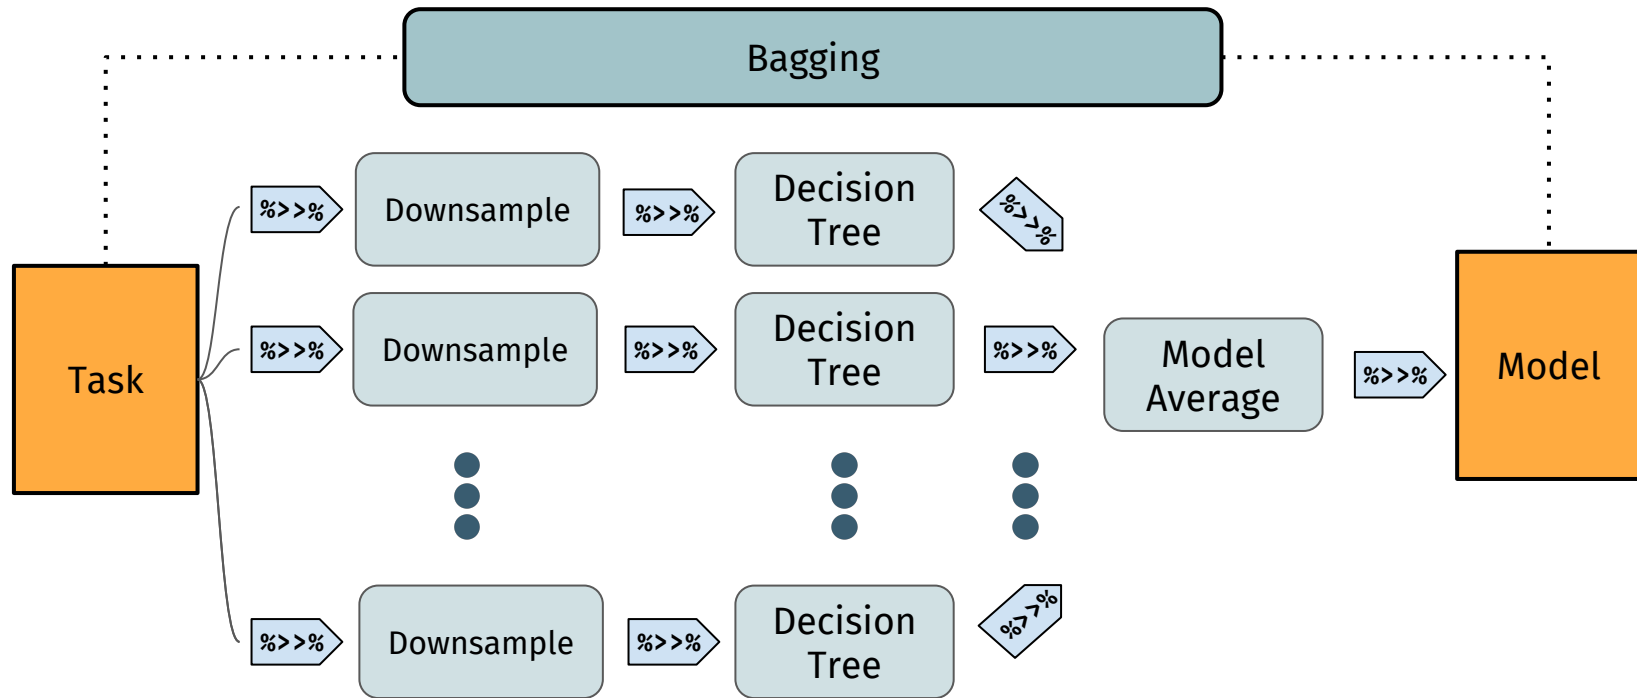 Bagging
%>>%
Downsample
%>>%
Decision
Tree
%>>%
%>>%
Downsample
%>>%
Decision
Tree
%>>%
Task
Model
Average
%>>%
Model
%>>%
Downsample
%>>%
Decision
Tree
%>>%